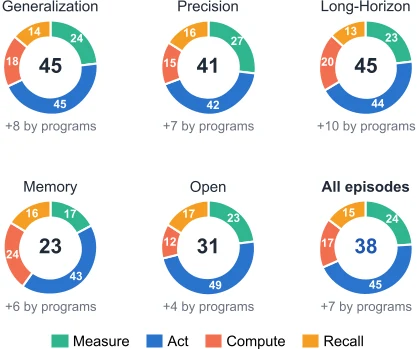 Generalization Precision Long-Horizon
14 24 18 45 45
16 27 15 41 42
13 23 20 45 44
+8 by programs +7 by programs +10 by programs
Memory Open All episodes
16 17 24 23 43
17 23 12 31 49
15 24 17 38 45
+6 by programs +4 by programs +7 by programs
Measure Act Compute Recall